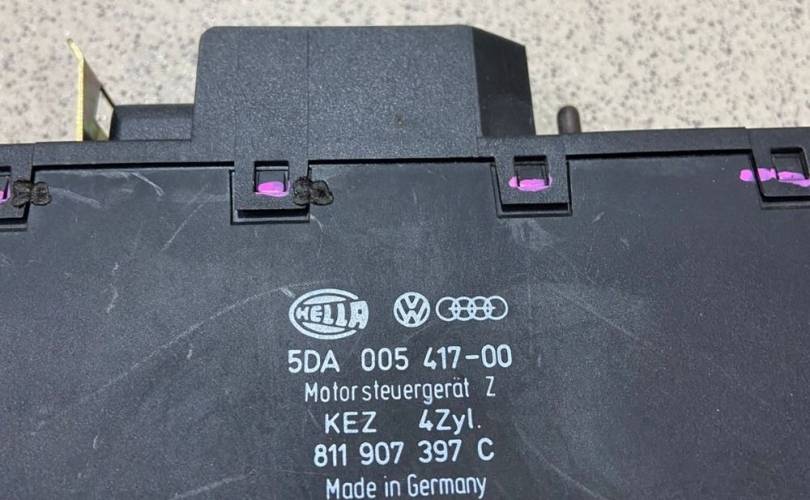 HELLA
5DA 005 417-00
Motorsteuergerät Z
KEZ 4Zyl.
811 907 397 C
Made in Germany